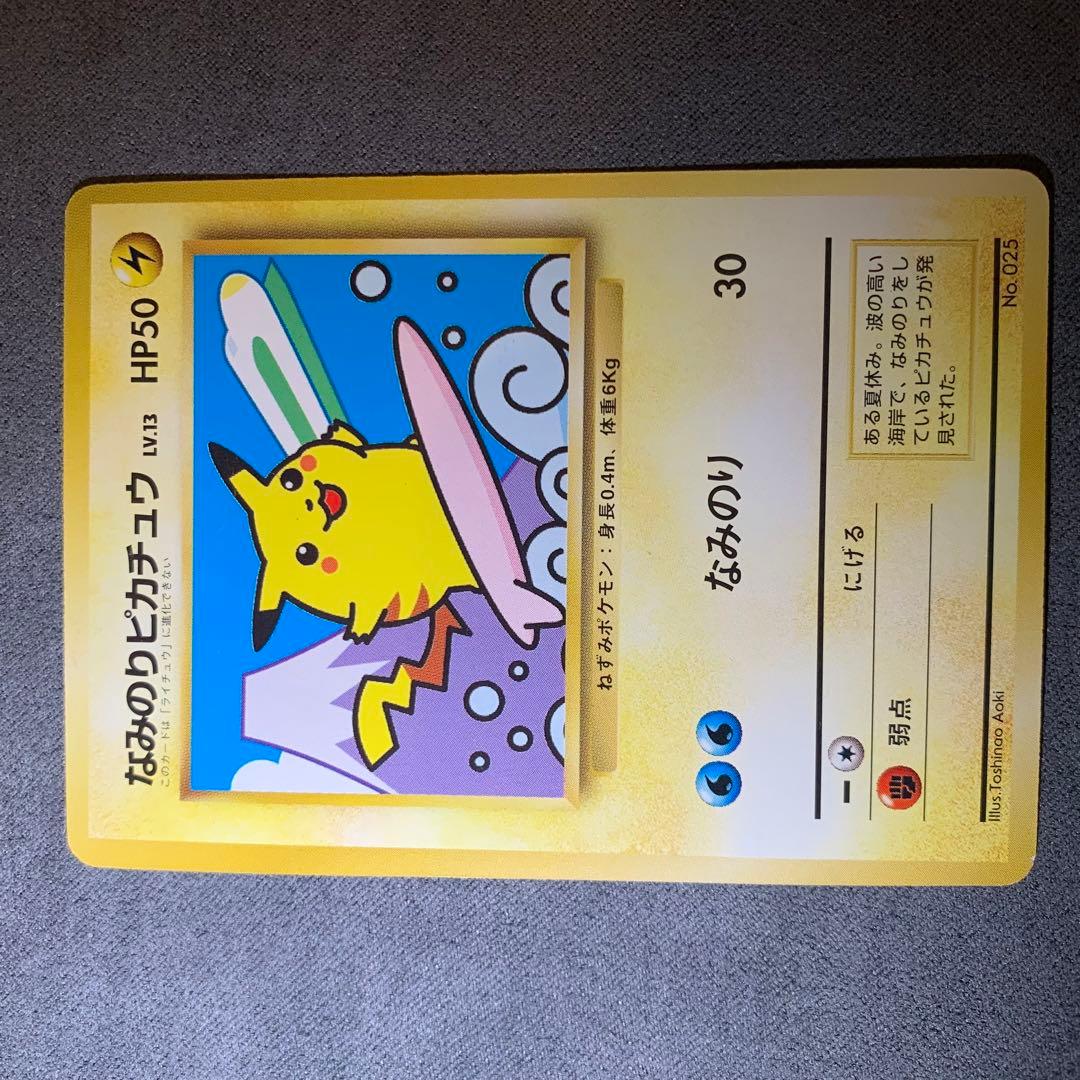 なみのりピカチュウ LV.13 HP50
このカードは「ライチュウ」に進化できない
ねずみポケモン：身長0.4m、体重6Kg
なみのり 30
ー にげる
弱点
ある夏休み。波の高い
海岸で、なみのりをし
ているピカチュウが発
見された。
Illus.Toshinao Aoki
No.025